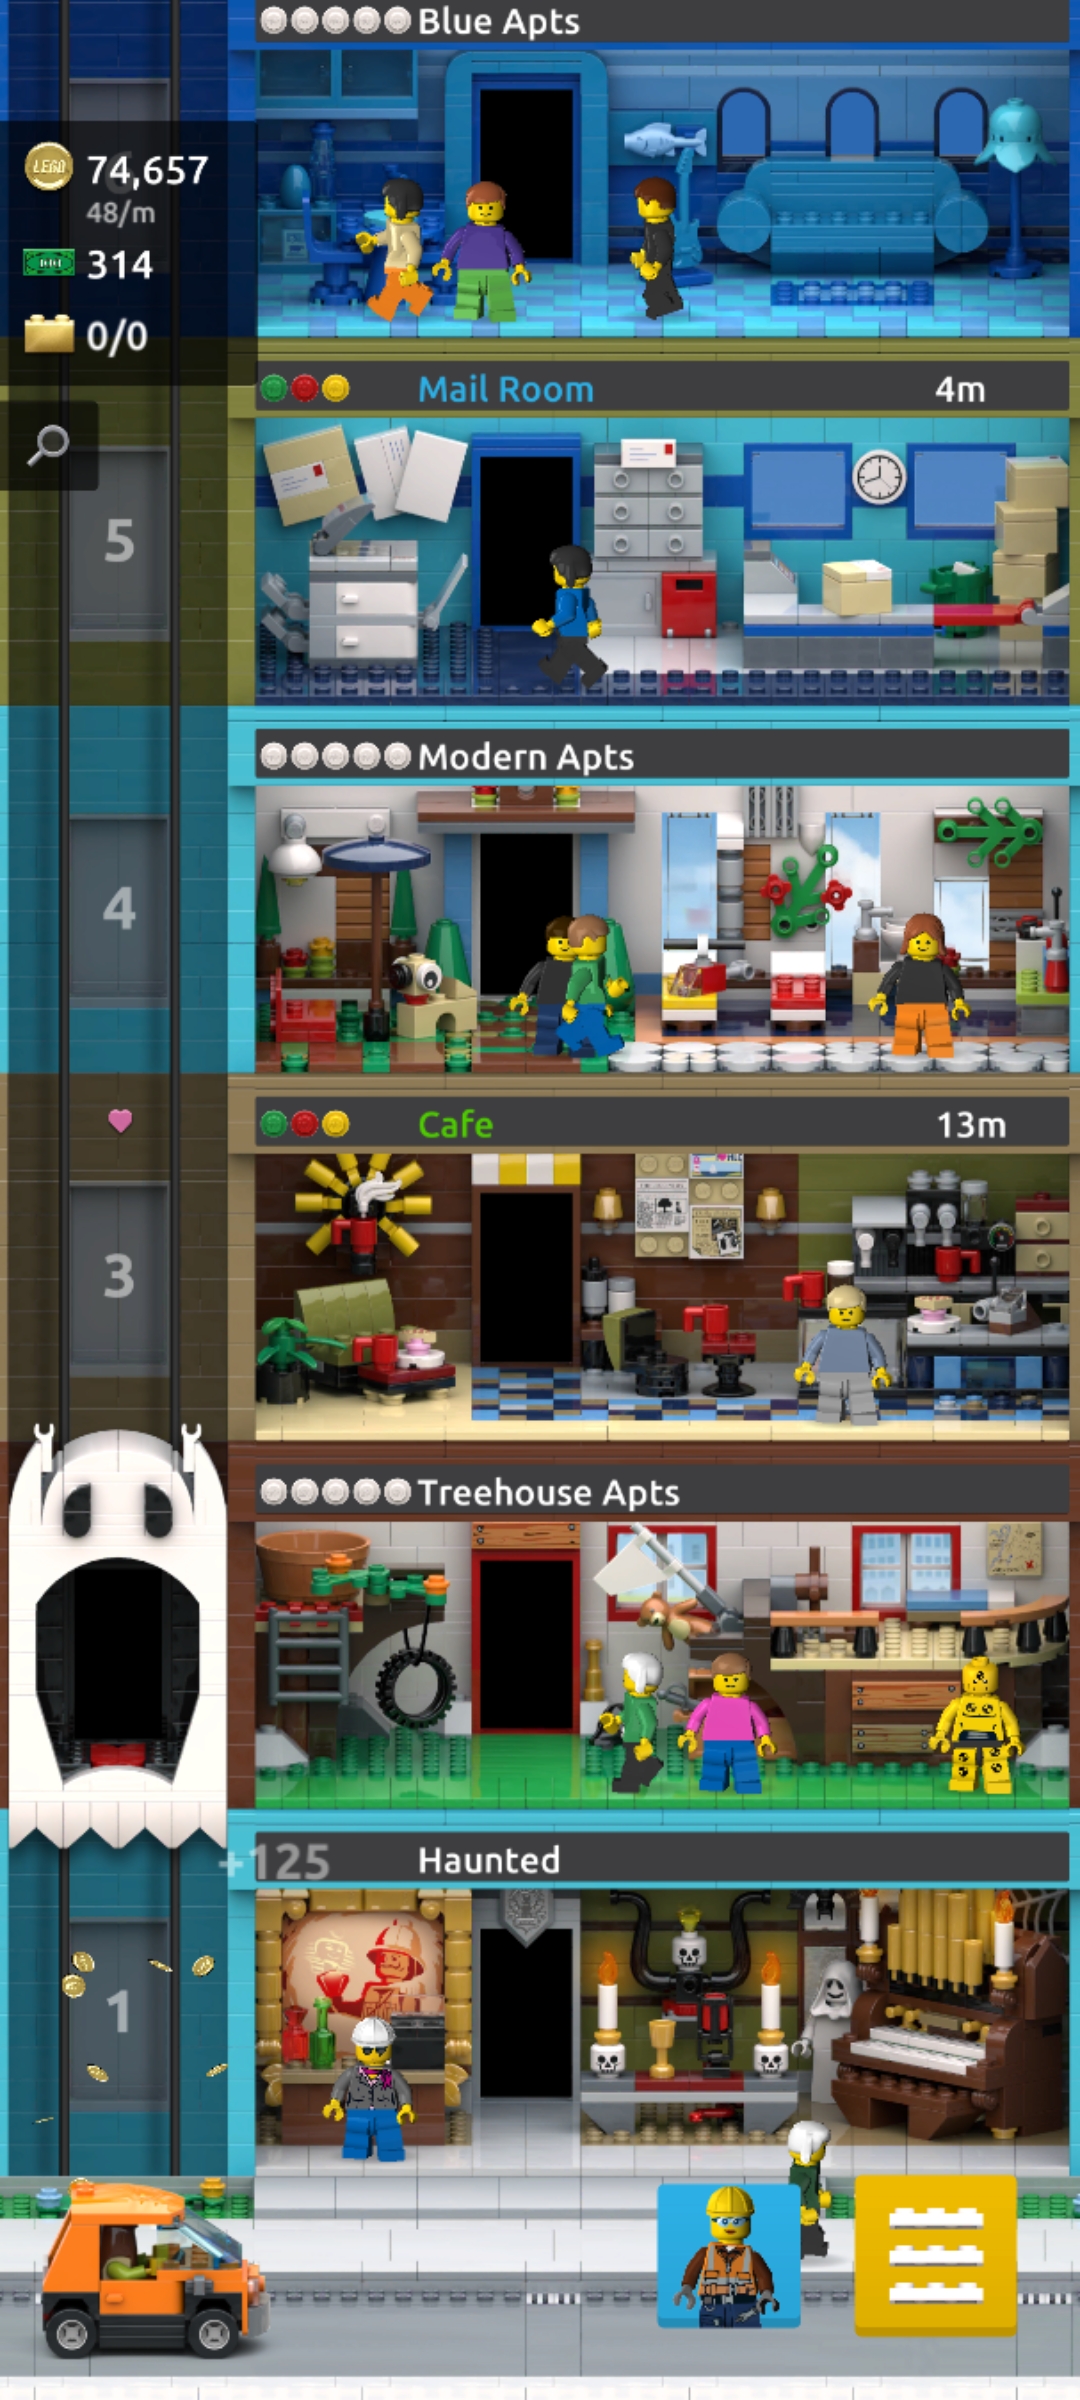 Blue Apts
LEGO 74,657
48/m
314
0/0
Mail Room 4m
5
Modern Apts
4
Cafe 13m
3
Treehouse Apts
+125 Haunted
1